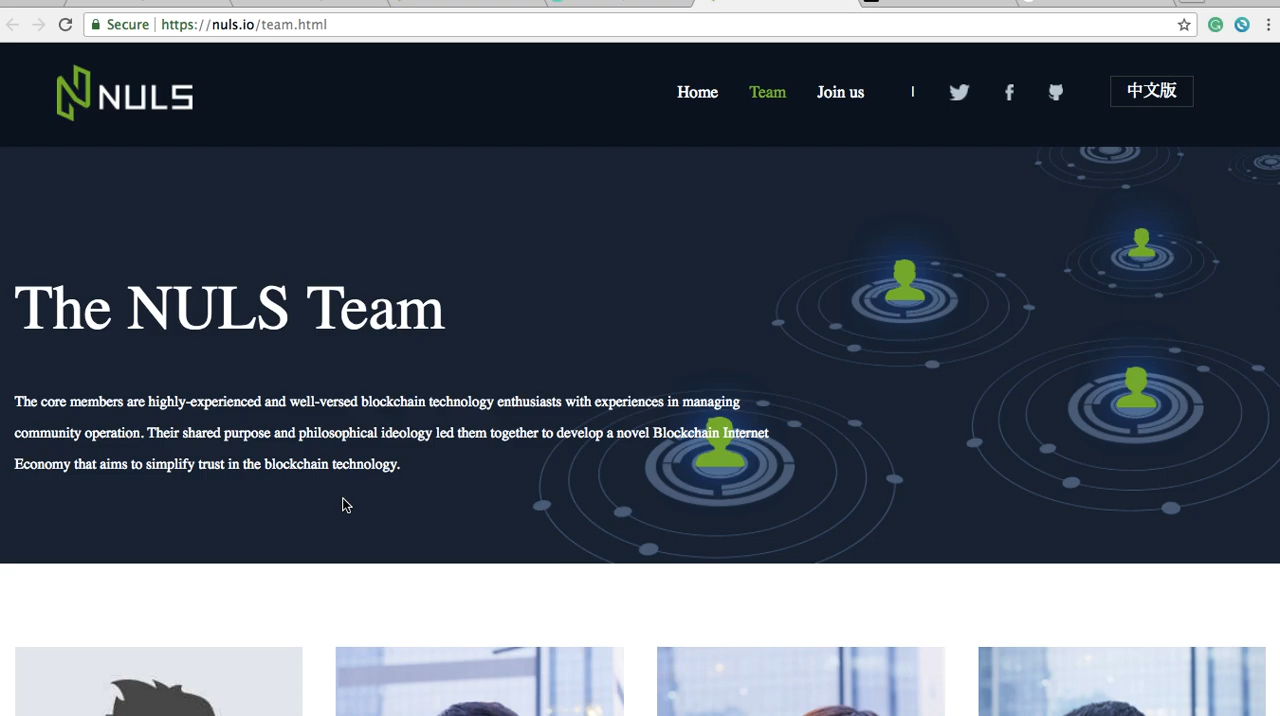 Secure
https://nuls.io/team.html
NULS
Home
Team
Join us
中文版
The NULS Team
The core members are highly-experienced and well-versed blockchain technology enthusiasts with experiences in managing
community operation. Their shared purpose and philosophical ideology led them together to develop a novel Blockchain Internet
Economy that aims to simplify trust in the blockchain technology.